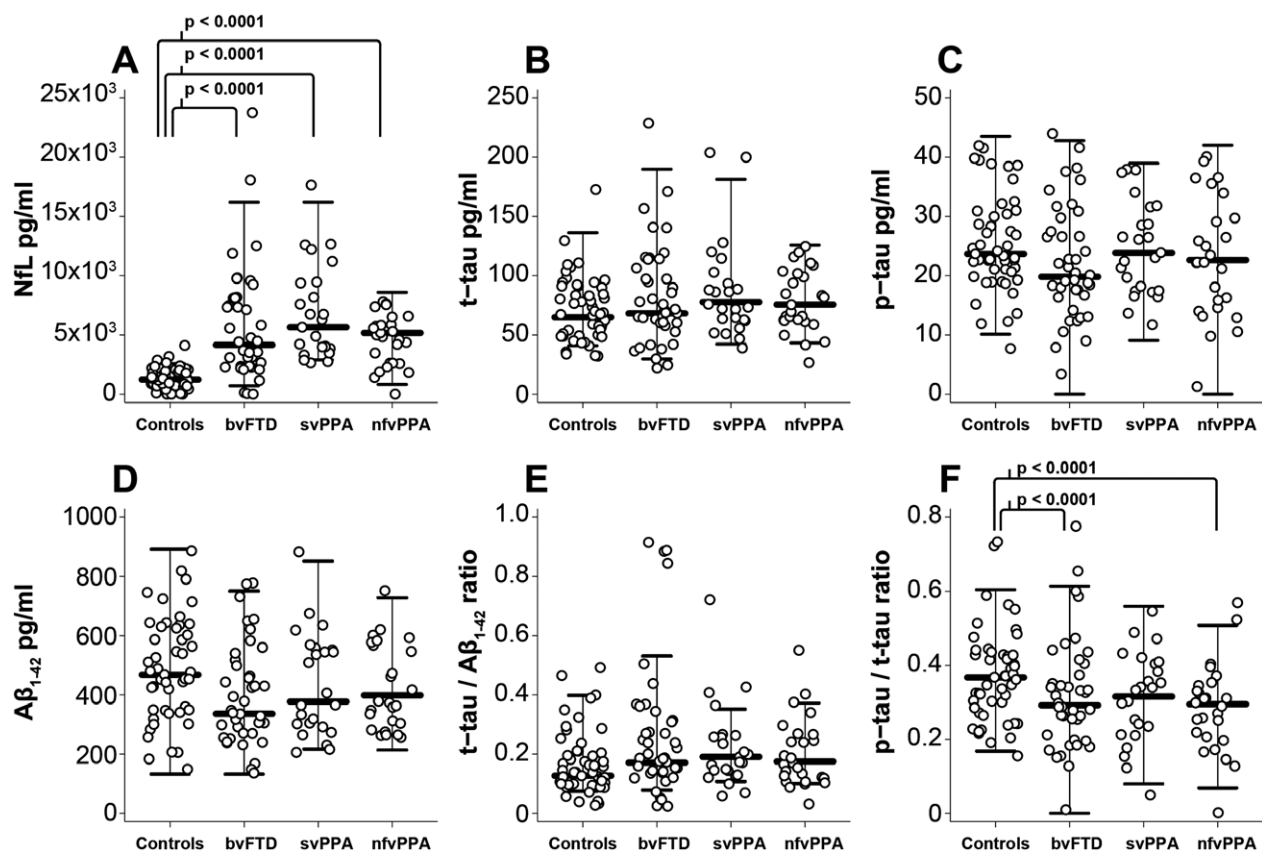 p < 0.0001
p < 0.0001
p < 0.0001
A
NfL pg/ml
25x10³
20x10³
15x10³
10x10³
5x10³
0
Controls bvFTD svPPA nfvPPA
B
t-tau pg/ml
250
200
150
100
50
0
Controls bvFTD svPPA nfvPPA
C
p-tau pg/ml
50
40
30
20
10
0
Controls bvFTD svPPA nfvPPA
D
Aβ₁₋₄₂ pg/ml
1000
800
600
400
200
0
Controls bvFTD svPPA nfvPPA
E
t-tau / Aβ₁₋₄₂ ratio
1.0
0.8
0.6
0.4
0.2
0
Controls bvFTD svPPA nfvPPA
F
p < 0.0001
p < 0.0001
p-tau / t-tau ratio
0.8
0.6
0.4
0.2
0
Controls bvFTD svPPA nfvPPA